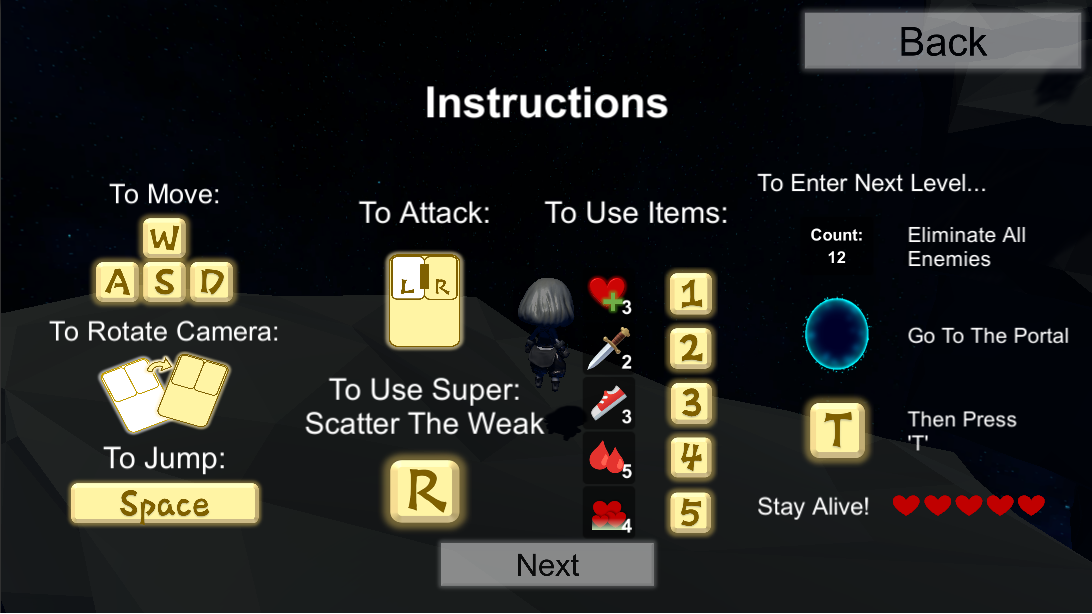 Back
Instructions
To Move:
W
A S D
To Rotate Camera:
To Jump:
Space
To Attack:
L R
To Use Super:
Scatter The Weak
R
To Use Items:
3
1
2
2
3
3
5
4
4
5
To Enter Next Level...
Count:
12
Eliminate All
Enemies
Go To The Portal
T
Then Press
'T'
Stay Alive!
Next